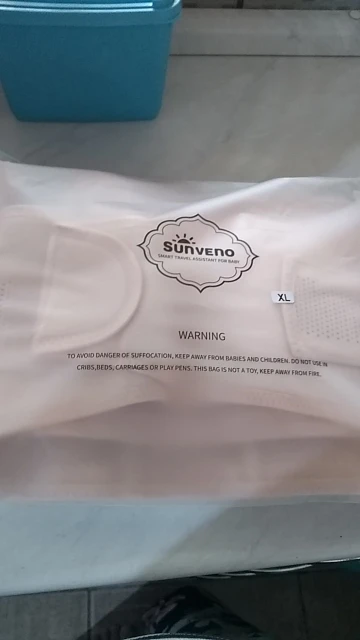 SUNVENO
SMART TRAVEL ASSISTANT FOR BABY
XL
WARNING
TO AVOID DANGER OF SUFFOCATION, KEEP AWAY FROM BABIES AND CHILDREN. DO NOT USE IN
CRIBS,BEDS, CARRIAGES OR PLAY PENS. THIS BAG IS NOT A TOY, KEEP AWAY FROM FIRE.